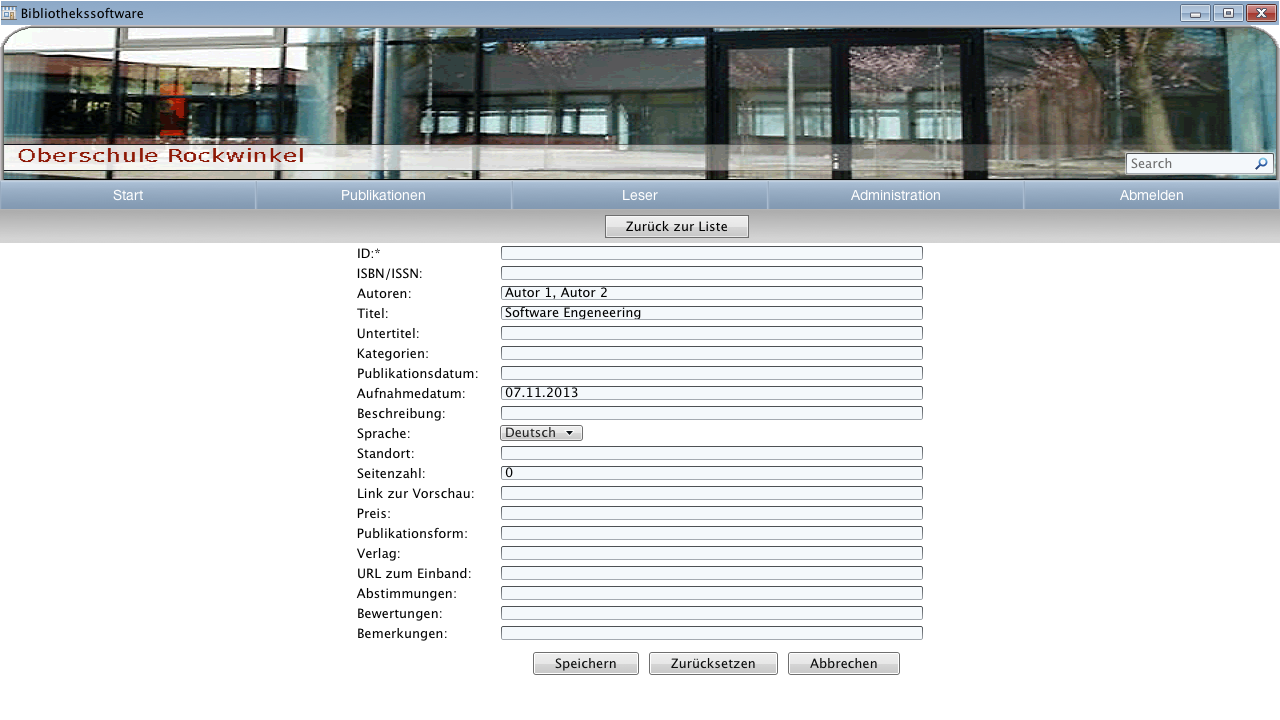 Bibliothekssoftware
Oberschule Rockwinkel
Search
Start Publikationen Leser Administration Abmelden
Zurück zur Liste
ID:*
ISBN/ISSN:
Autoren: Autor 1, Autor 2
Titel: Software Engeneering
Untertitel:
Kategorien:
Publikationsdatum:
Aufnahmedatum: 07.11.2013
Beschreibung:
Sprache: Deutsch
Standort:
Seitenzahl: 0
Link zur Vorschau:
Preis:
Publikationsform:
Verlag:
URL zum Einband:
Abstimmungen:
Bewertungen:
Bemerkungen:
Speichern Zurücksetzen Abbrechen